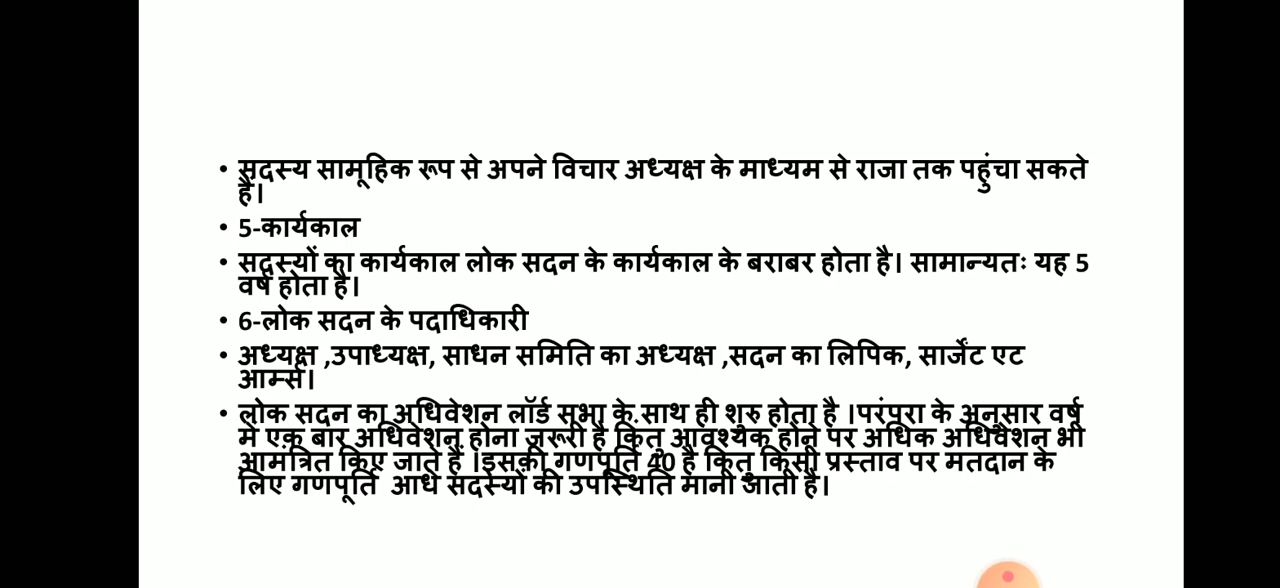 • सदस्य सामूहिक रूप से अपने विचार अध्यक्ष के माध्यम से राजा तक पहुंचा सकते
है।
• 5-कार्यकाल
• सदस्यों का कार्यकाल लोक सदन के कार्यकाल के बराबर होता है। सामान्यतः यह 5
वर्ष होता है।
• 6-लोक सदन के पदाधिकारी
• अध्यक्ष ,उपाध्यक्ष, साधन समिति का अध्यक्ष ,सदन का लिपिक, सार्जेंट एट
आर्म्स।
• लोक सदन का अधिवेशन लॉर्ड सभा के साथ ही शुरु होता है ।परंपरा के अनुसार वर्ष
में एक बार अधिवेशन होना जरूरी है किंतु आवश्यक होने पर अधिक अधिवेशन भी
आमंत्रित किए जाते हैं ।इसकी गणपूर्ति 40 है किंतु किसी प्रस्ताव पर मतदान के
लिए गणपूर्ति आधे सदस्यों की उपस्थिति मानी जाती है।